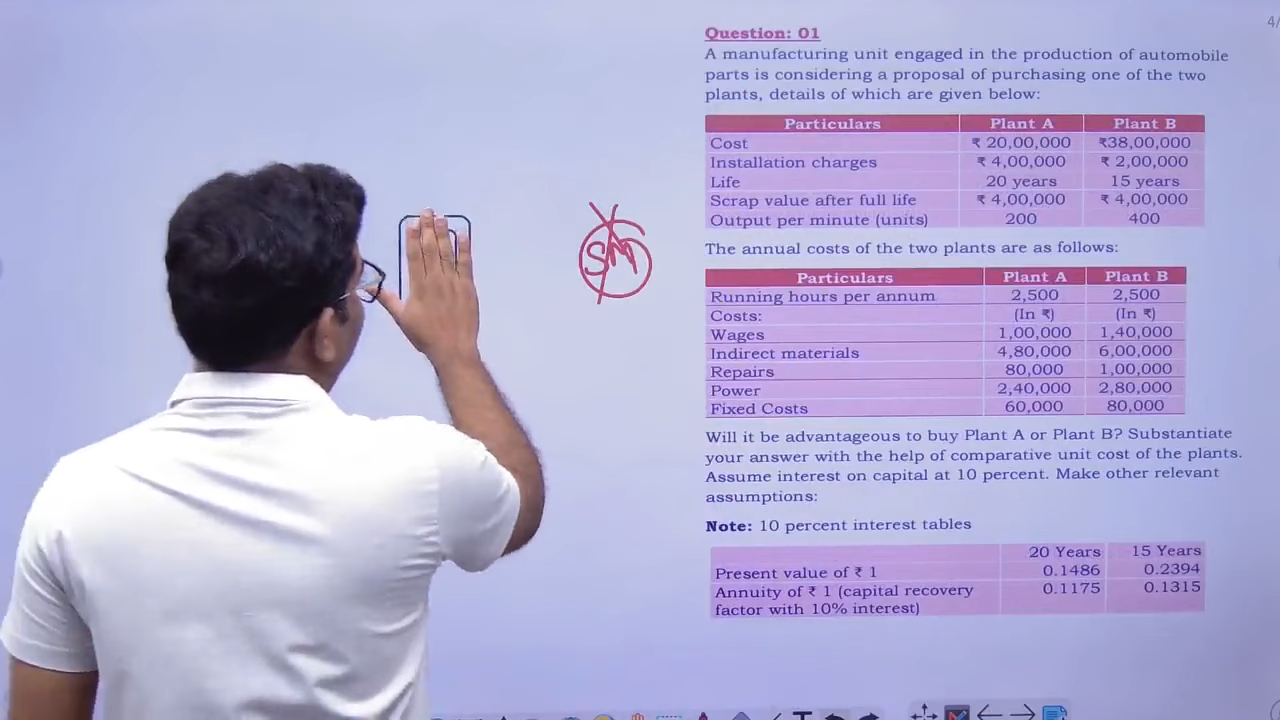 4/
Question: 01
A manufacturing unit engaged in the production of automobile
parts is considering a proposal of purchasing one of the two
plants, details of which are given below:
Particulars Plant A Plant B
Cost ₹ 20,00,000 ₹38,00,000
Installation charges ₹ 4,00,000 ₹ 2,00,000
Life 20 years 15 years
Scrap value after full life ₹ 4,00,000 ₹ 4,00,000
Output per minute (units) 200 400
SM
The annual costs of the two plants are as follows:
Particulars Plant A Plant B
Running hours per annum 2,500 2,500
Costs: (In ₹) (In ₹)
Wages 1,00,000 1,40,000
Indirect materials 4,80,000 6,00,000
Repairs 80,000 1,00,000
Power 2,40,000 2,80,000
Fixed Costs 60,000 80,000
Will it be advantageous to buy Plant A or Plant B? Substantiate
your answer with the help of comparative unit cost of the plants.
Assume interest on capital at 10 percent. Make other relevant
assumptions:
Note: 10 percent interest tables
20 Years 15 Years
Present value of ₹ 1 0.1486 0.2394
Annuity of ₹ 1 (capital recovery 0.1175 0.1315
factor with 10% interest)